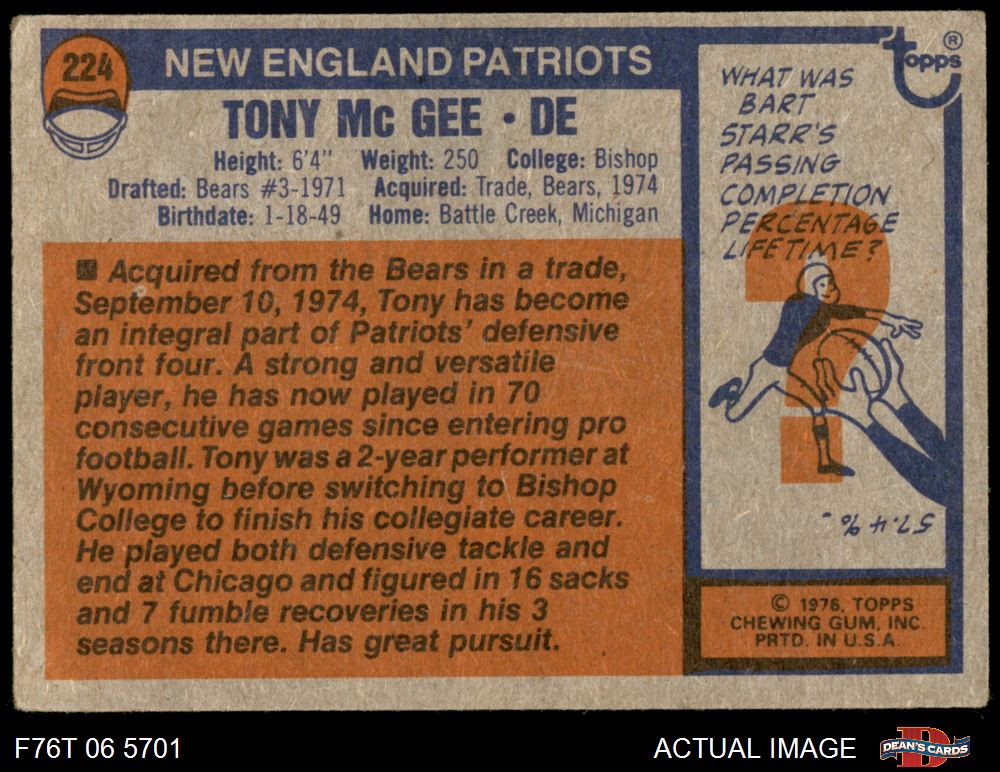 224
NEW ENGLAND PATRIOTS
TONY Mc GEE • DE
Height: 6'4" Weight: 250 College: Bishop
Drafted: Bears #3-1971 Acquired: Trade, Bears, 1974
Birthdate: 1-18-49 Home: Battle Creek, Michigan
■ Acquired from the Bears in a trade,
September 10, 1974, Tony has become
an integral part of Patriots' defensive
front four. A strong and versatile
player, he has now played in 70
consecutive games since entering pro
football. Tony was a 2-year performer at
Wyoming before switching to Bishop
College to finish his collegiate career.
He played both defensive tackle and
end at Chicago and figured in 16 sacks
and 7 fumble recoveries in his 3
seasons there. Has great pursuit.
topps ®
WHAT WAS
BART
STARR'S
PASSING
COMPLETION
PERCENTAGE
LIFETIME?
?
57.4%.
© 1976, TOPPS
CHEWING GUM, INC.
PRTD. IN U.S.A.
F76T 06 5701
ACTUAL IMAGE
D
DEAN'S CARDS